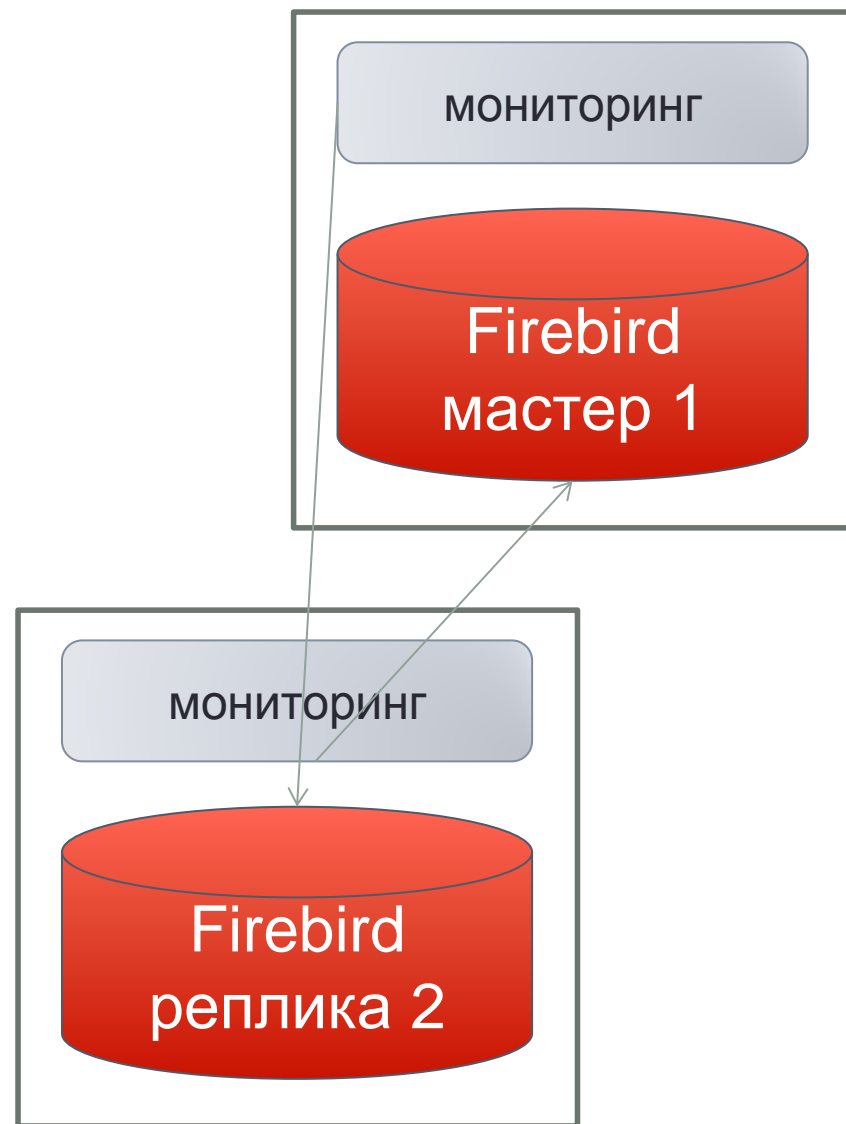 мониторинг
Firebird
мастер 1
мониторинг
Firebird
реплика 2